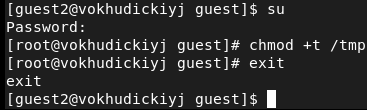 [guest2@vokhudickiyj guest]$ su
Password:
[root@vokhudickiyj guest]# chmod +t /tmp
[root@vokhudickiyj guest]# exit
exit
[guest2@vokhudickiyj guest]$